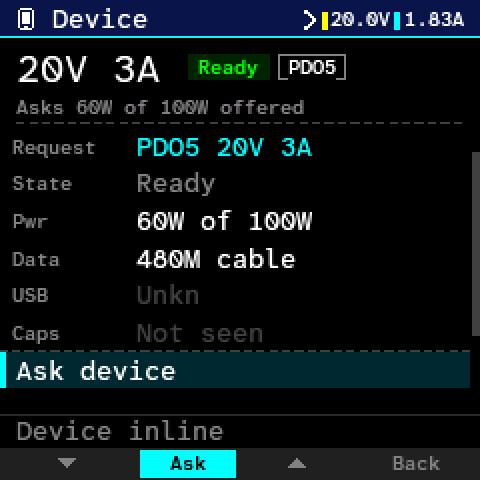 Device 20.0V 1.83A
20V 3A Ready PDO5
Asks 60W of 100W offered
Request PDO5 20V 3A
State Ready
Pwr 60W of 100W
Data 480M cable
USB Unkn
Caps Not seen
Ask device
Device inline
Ask Back